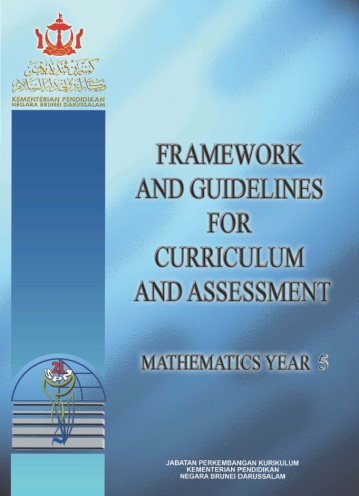 KEMENTERIAN PENDIDIKAN
NEGARA BRUNEI DARUSSALAM
FRAMEWORK
AND GUIDELINES
FOR
CURRICULUM
AND ASSESSMENT
MATHEMATICS YEAR 5
21
JABATAN PERKEMBANGAN KURIKULUM
KEMENTERIAN PENDIDIKAN
NEGARA BRUNEI DARUSSALAM